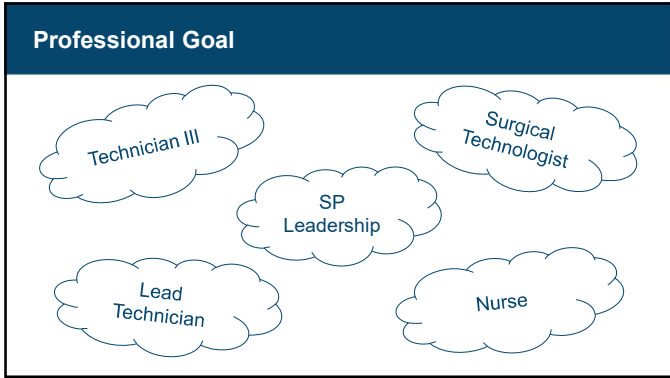 Professional Goal
Technician III
Surgical
Technologist
SP
Leadership
Lead
Technician
Nurse